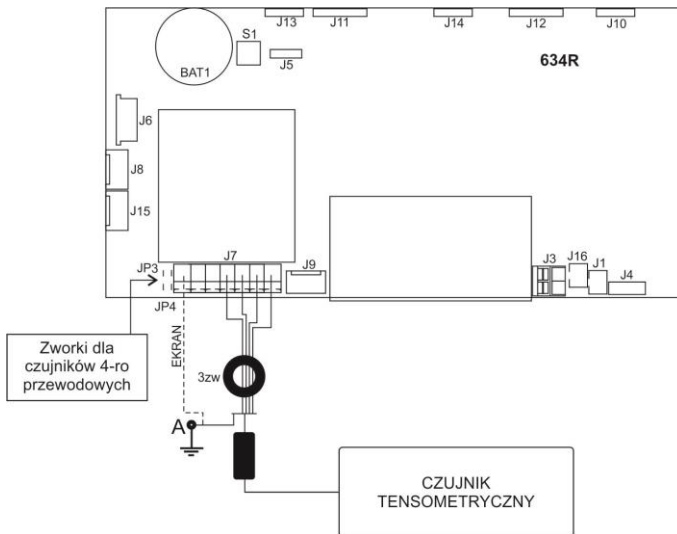 J13
J11
J14
J12
J10
S1
J5
BAT1
634R
J6
J8
J15
J7
J9
J3
J16
J1
J4
JP3
JP4
Zworki dla
czujników 4-ro
przewodowych
EKRAN
3zw
A
CZUJNIK
TENSOMETRYCZNY